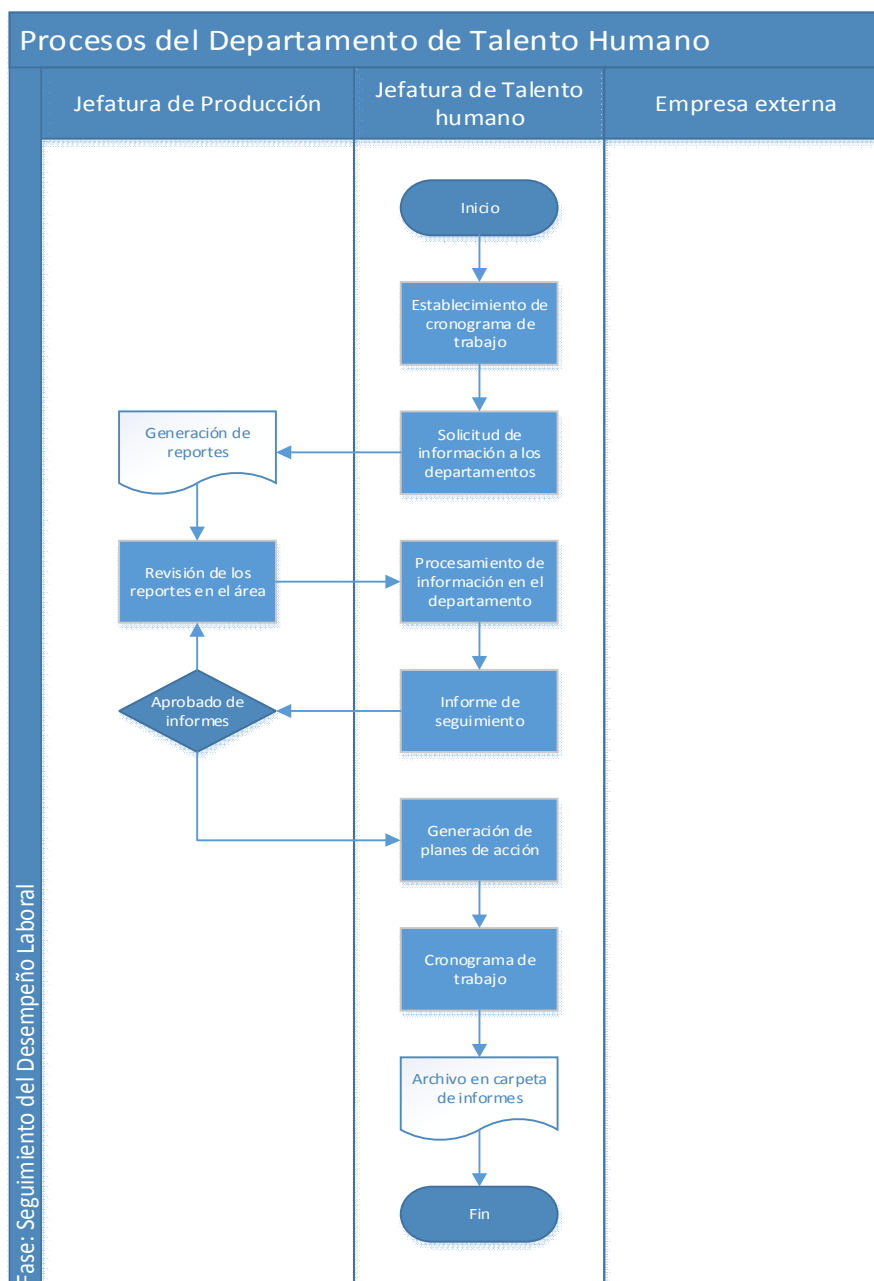 Procesos del Departamento de Talento Humano
Jefatura de Producción
Jefatura de Talento
humano
Empresa externa
Inicio
Establecimiento de
cronograma de
trabajo
Generación de
reportes
Solicitud de
información a los
departamentos
Revisión de los
reportes en el área
Procesamiento de
información en el
departamento
Aprobado de
informes
Informe de
seguimiento
Generación de
planes de acción
Cronograma de
trabajo
Archivo en carpeta
de informes
Fin
Fase: Seguimiento del Desempeño Laboral